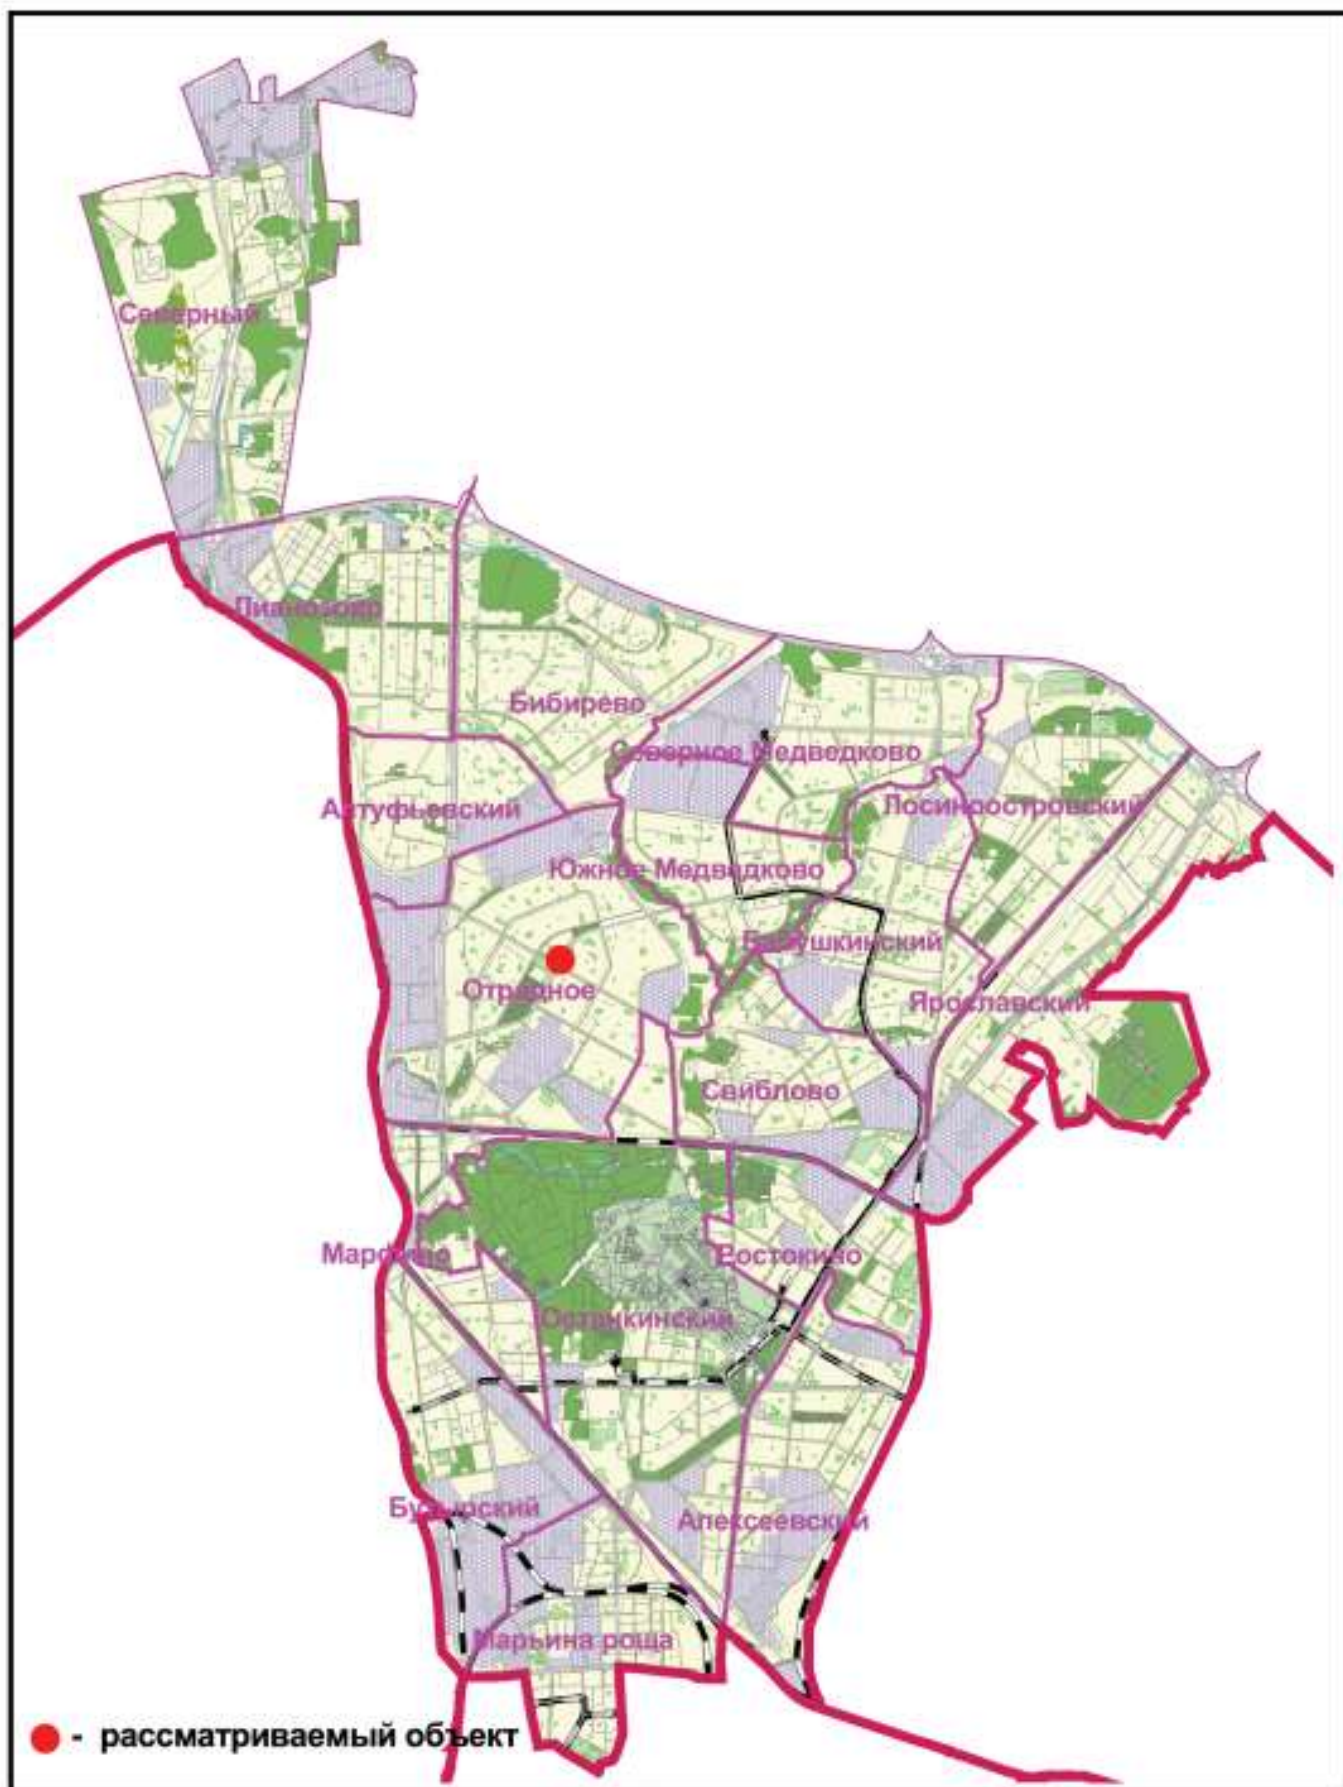 Северный
Лианозово
Бибирево
Северное Медведково
Алтуфьевский
Лосиноостровский
Южное Медведково
Бабушкинский
Отрадное
Ярославский
Свиблово
Марфино
Ростокино
Останкинский
Бутырский
Алексеевский
Марьина роща
- рассматриваемый объект